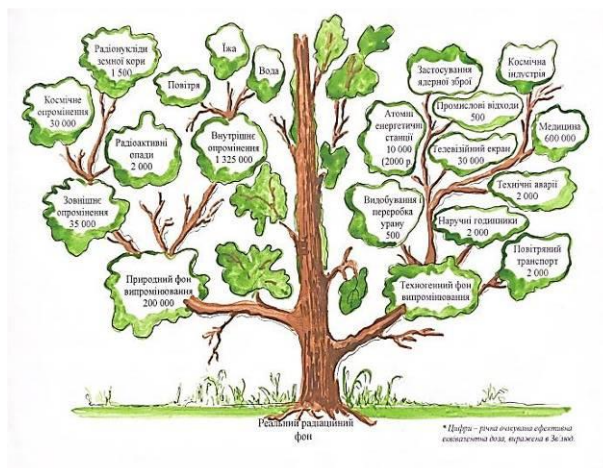 Радіонукліди
земної кори
1 500
Їжа
Вода
Повітря
Космічне
опромінення
30 000
Радіоактивні
опади
2 000
Внутрішнє
опромінення
1 325 000
Зовнішнє
опромінення
35 000
Природний фон
випромінювання
200 000
Застосування
ядерної зброї
Космічна
індустрія
Промислові відходи
500
Атомні
енергетичні
станції
10 000
(2000 р.
Медицина
600 000
Телевізійний екран
30 000
Технічні аварії
2 000
Видобування і
переробка
урану
500
Наручні годинники
2 000
Повітряний
транспорт
2 000
Техногенний фон
випромінювання
Реальний радіаційний
фон
* Цифри – річна очікувана ефективна
еквівалентна доза, виражена в